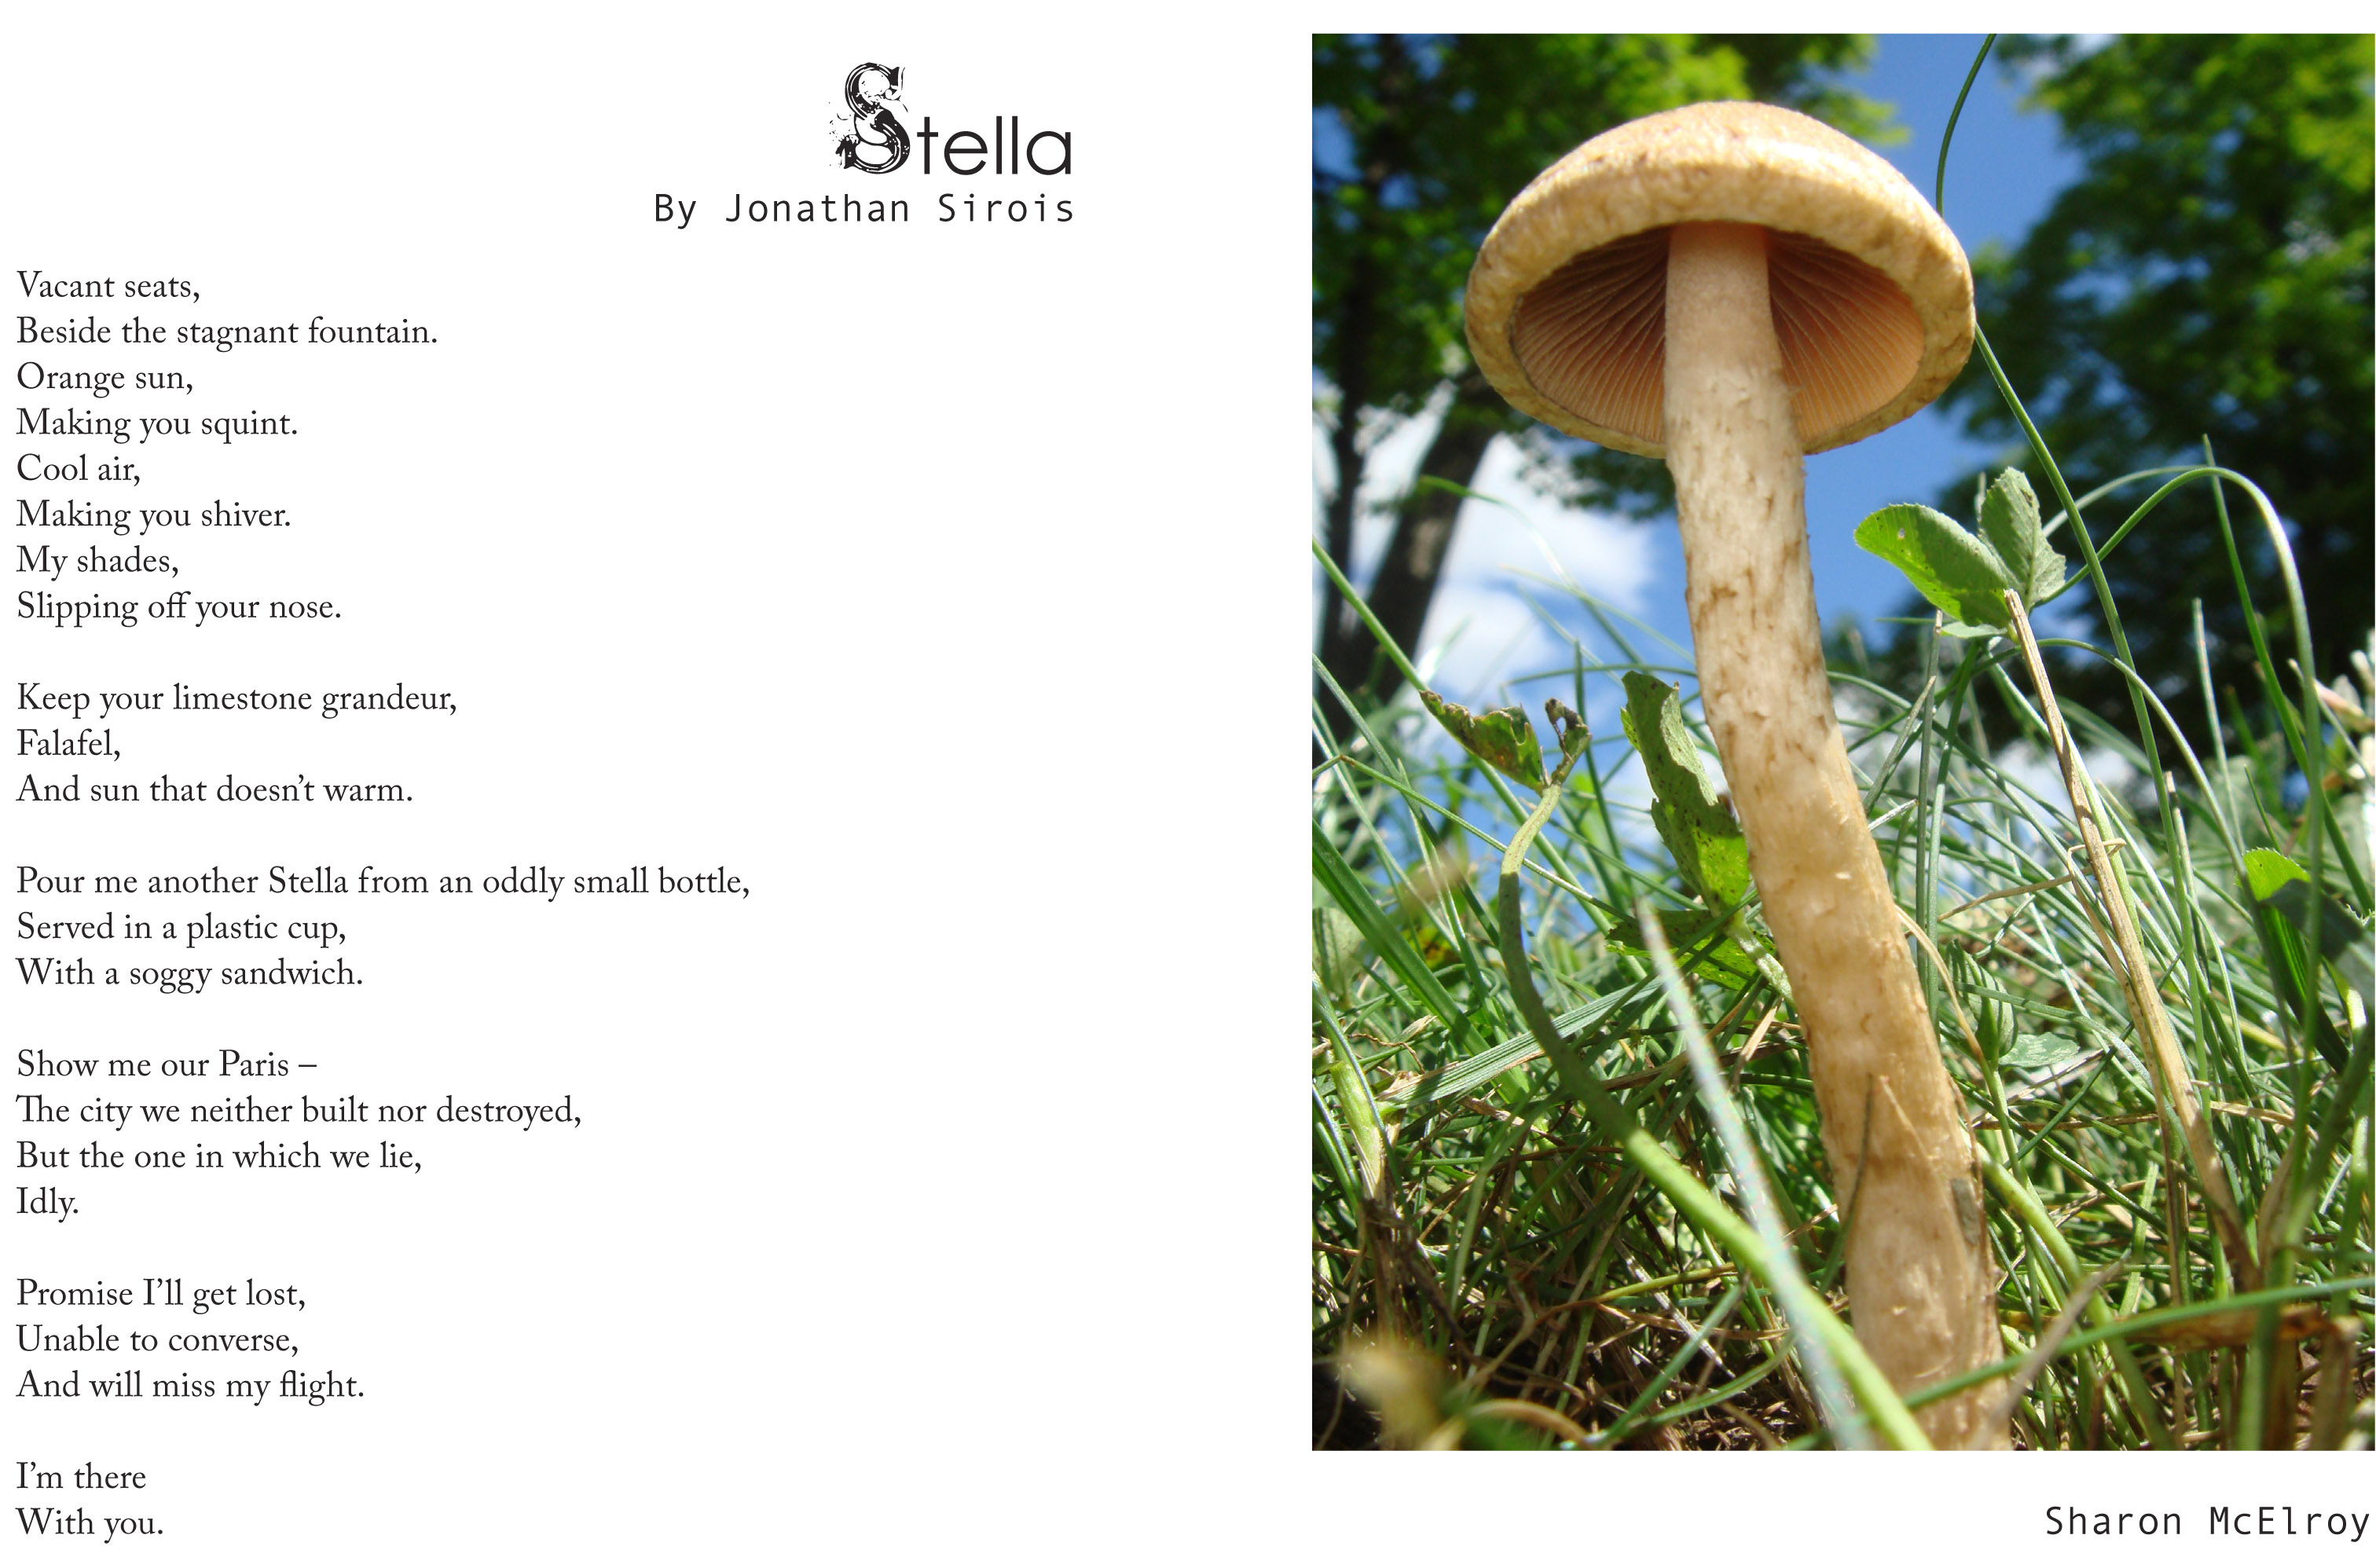 Stella
By Jonathan Sirois
Vacant seats,
Beside the stagnant fountain.
Orange sun,
Making you squint.
Cool air,
Making you shiver.
My shades,
Slipping off your nose.
Keep your limestone grandeur,
Falafel,
And sun that doesn’t warm.
Pour me another Stella from an oddly small bottle,
Served in a plastic cup,
With a soggy sandwich.
Show me our Paris –
The city we neither built nor destroyed,
But the one in which we lie,
Idly.
Promise I’ll get lost,
Unable to converse,
And will miss my flight.
I’m there
With you.
Sharon McElroy